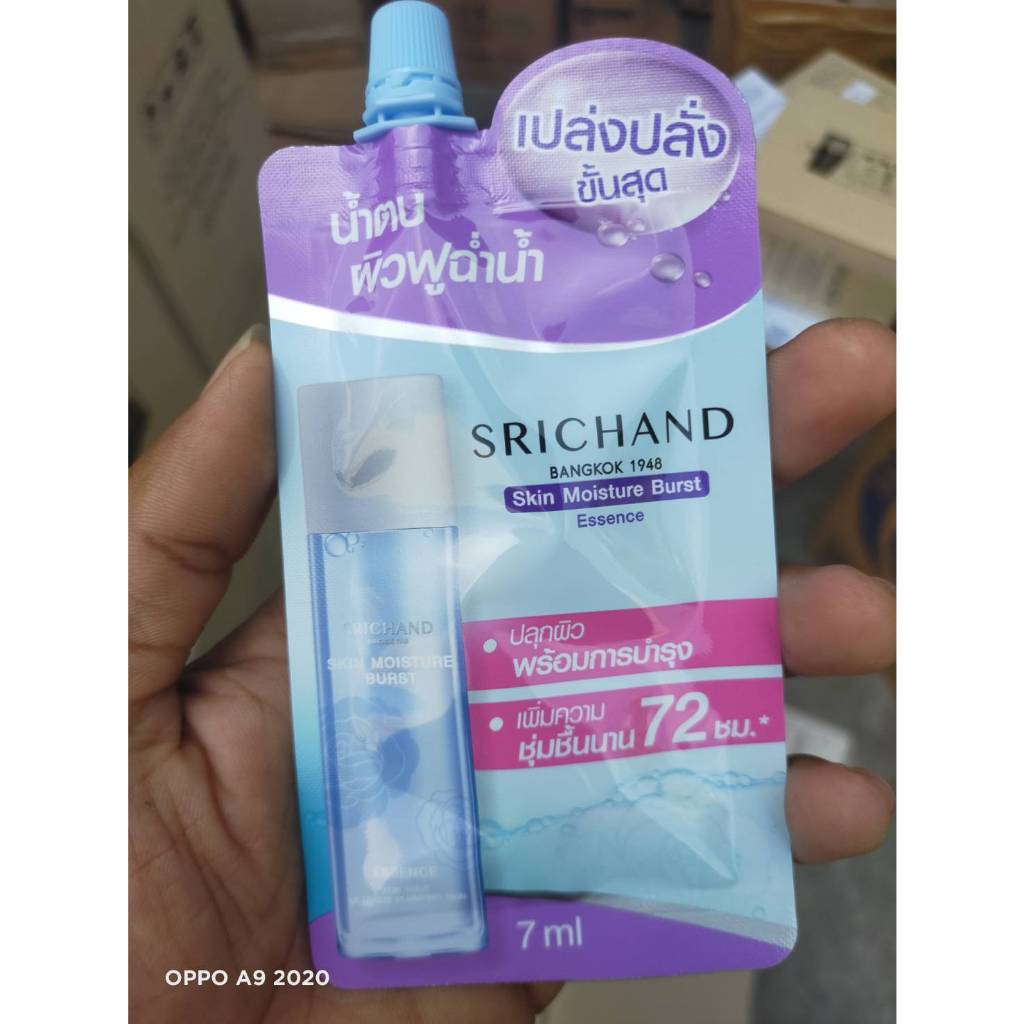 เปล่งปลั่ง
ขั้นสุด
น้ำตบ
ผิวฟูฉ่ำน้ำ
SRICHAND
BANGKOK 1948
Skin Moisture Burst
Essence
SRICHAND
SKIN MOISTURE
BURST
ESSENCE
• ปลุกผิว
พร้อมการบำรุง
• เพิ่มความ
ชุ่มชื้นนาน 72 ชม.*
7 ml
OPPO A9 2020